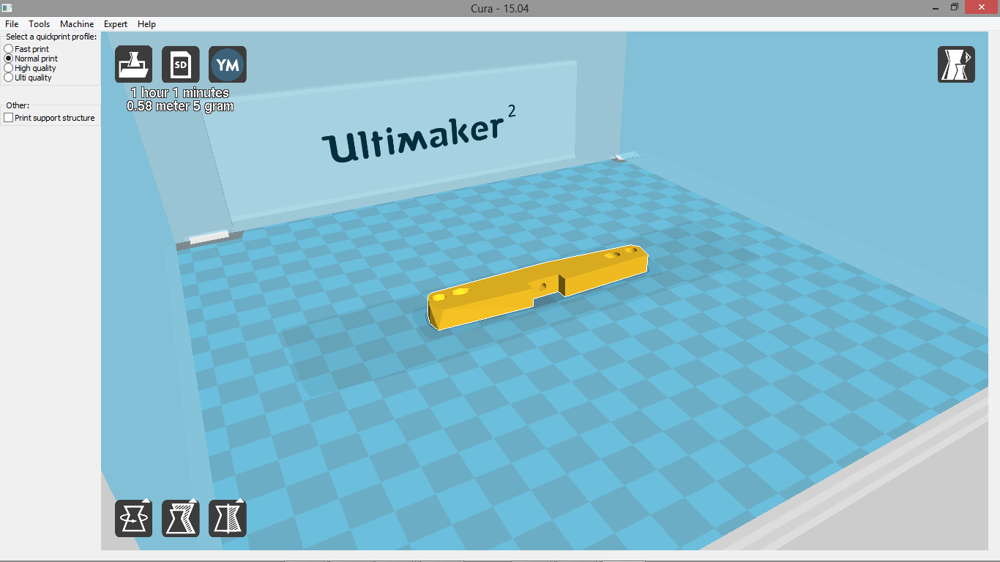 Cura - 15.04
File Tools Machine Expert Help
Select a quickprint profile:
Fast print
Normal print
High quality
Ulti quality
Other:
Print support structure
SD
YM
1 hour 1 minutes
0.58 meter 5 gram
Ultimaker 2